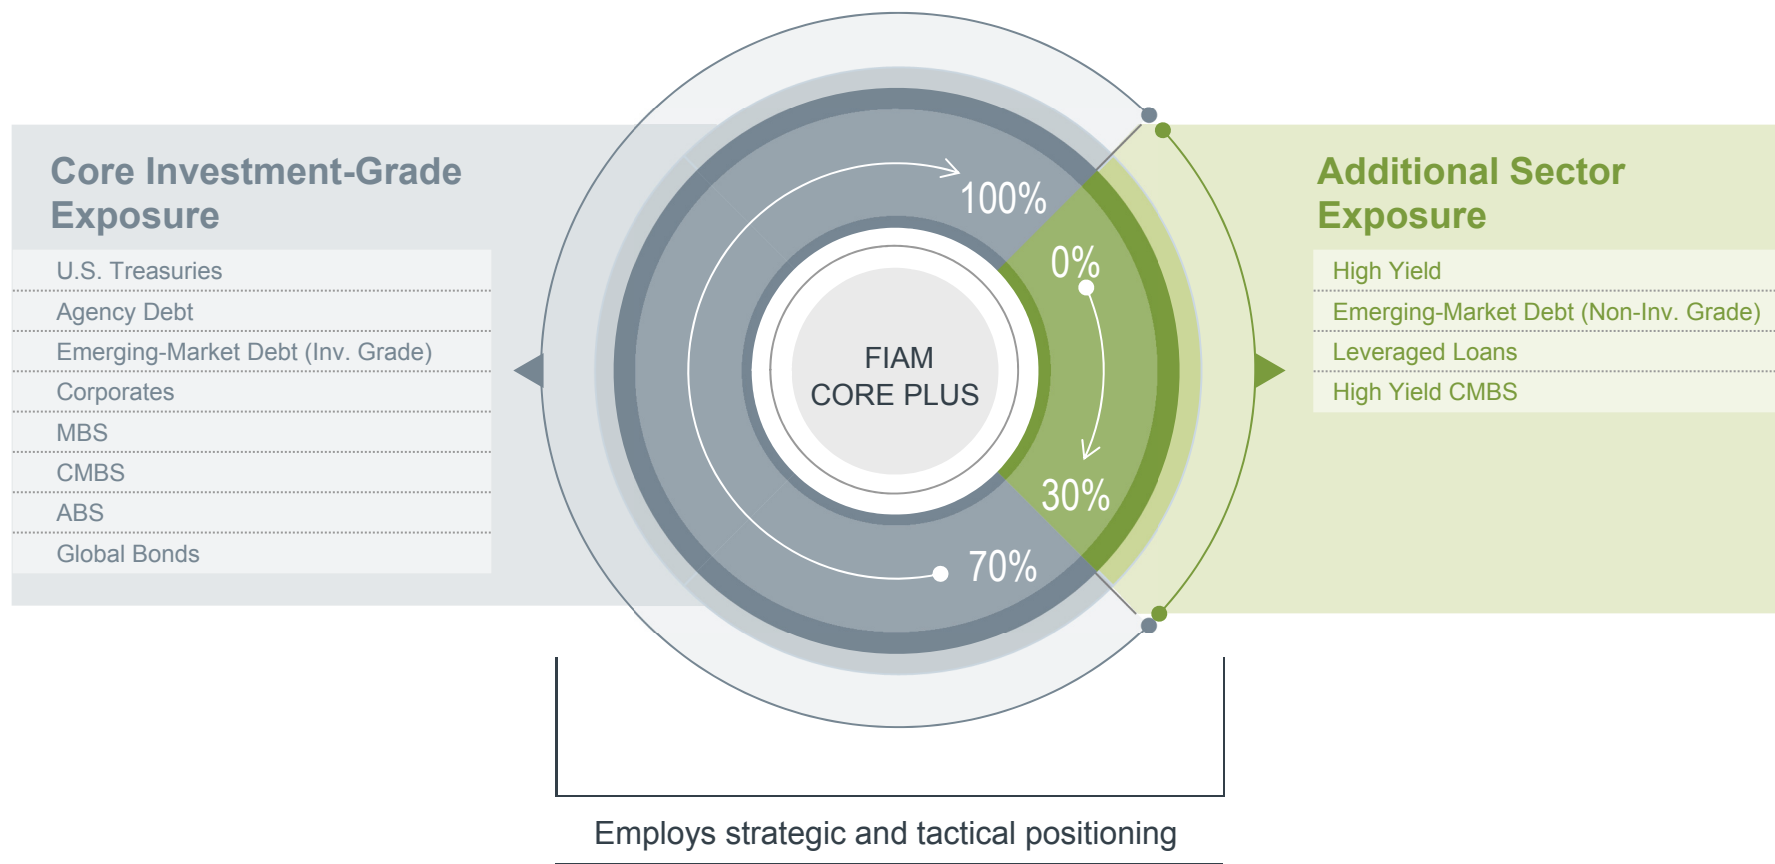 Core Investment-Grade
Exposure
U.S. Treasuries
Agency Debt
Emerging-Market Debt (Inv. Grade)
Corporates
MBS
CMBS
ABS
Global Bonds
100%
0%
FIAM
CORE PLUS
30%
70%
Additional Sector
Exposure
High Yield
Emerging-Market Debt (Non-Inv. Grade)
Leveraged Loans
High Yield CMBS
Employs strategic and tactical positioning